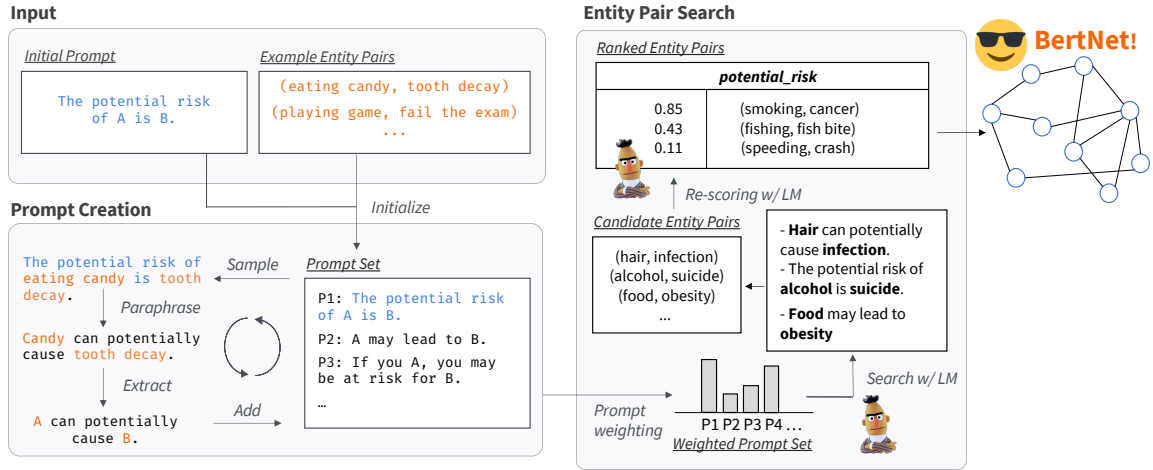 Input
Initial Prompt
The potential risk
of A is B.
Example Entity Pairs
(eating candy, tooth decay)
(playing game, fail the exam)
...
Prompt Creation
Initialize
The potential risk of
eating candy is tooth
decay.
Sample
Paraphrase
Candy can potentially
cause tooth decay.
Extract
A can potentially
cause B.
Add
Prompt Set
P1: The potential risk
of A is B.
P2: A may lead to B.
P3: If you A, you may
be at risk for B.
…
Entity Pair Search
Ranked Entity Pairs
potential_risk
0.85 (smoking, cancer)
0.43 (fishing, fish bite)
0.11 (speeding, crash)
Re-scoring w/ LM
Candidate Entity Pairs
(hair, infection)
(alcohol, suicide)
(food, obesity)
...
- Hair can potentially
cause infection.
- The potential risk of
alcohol is suicide.
- Food may lead to
obesity
Search w/ LM
Prompt
weighting
P1 P2 P3 P4 ...
Weighted Prompt Set
BertNet!